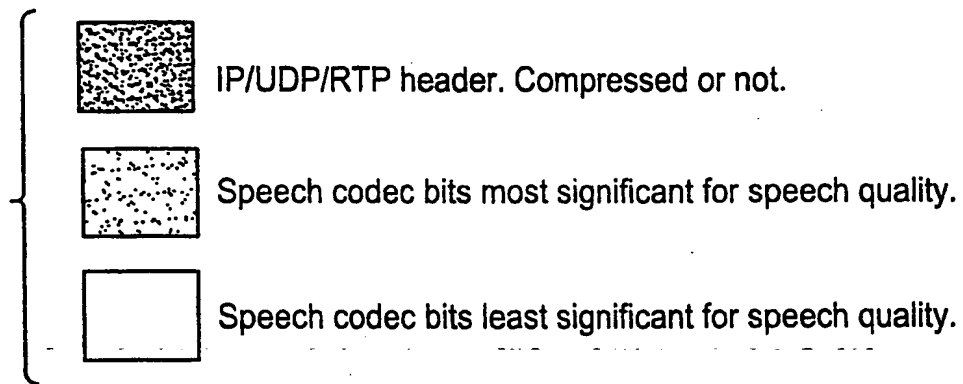 IP/UDP/RTP header. Compressed or not.
Speech codec bits most significant for speech quality.
Speech codec bits least significant for speech quality.